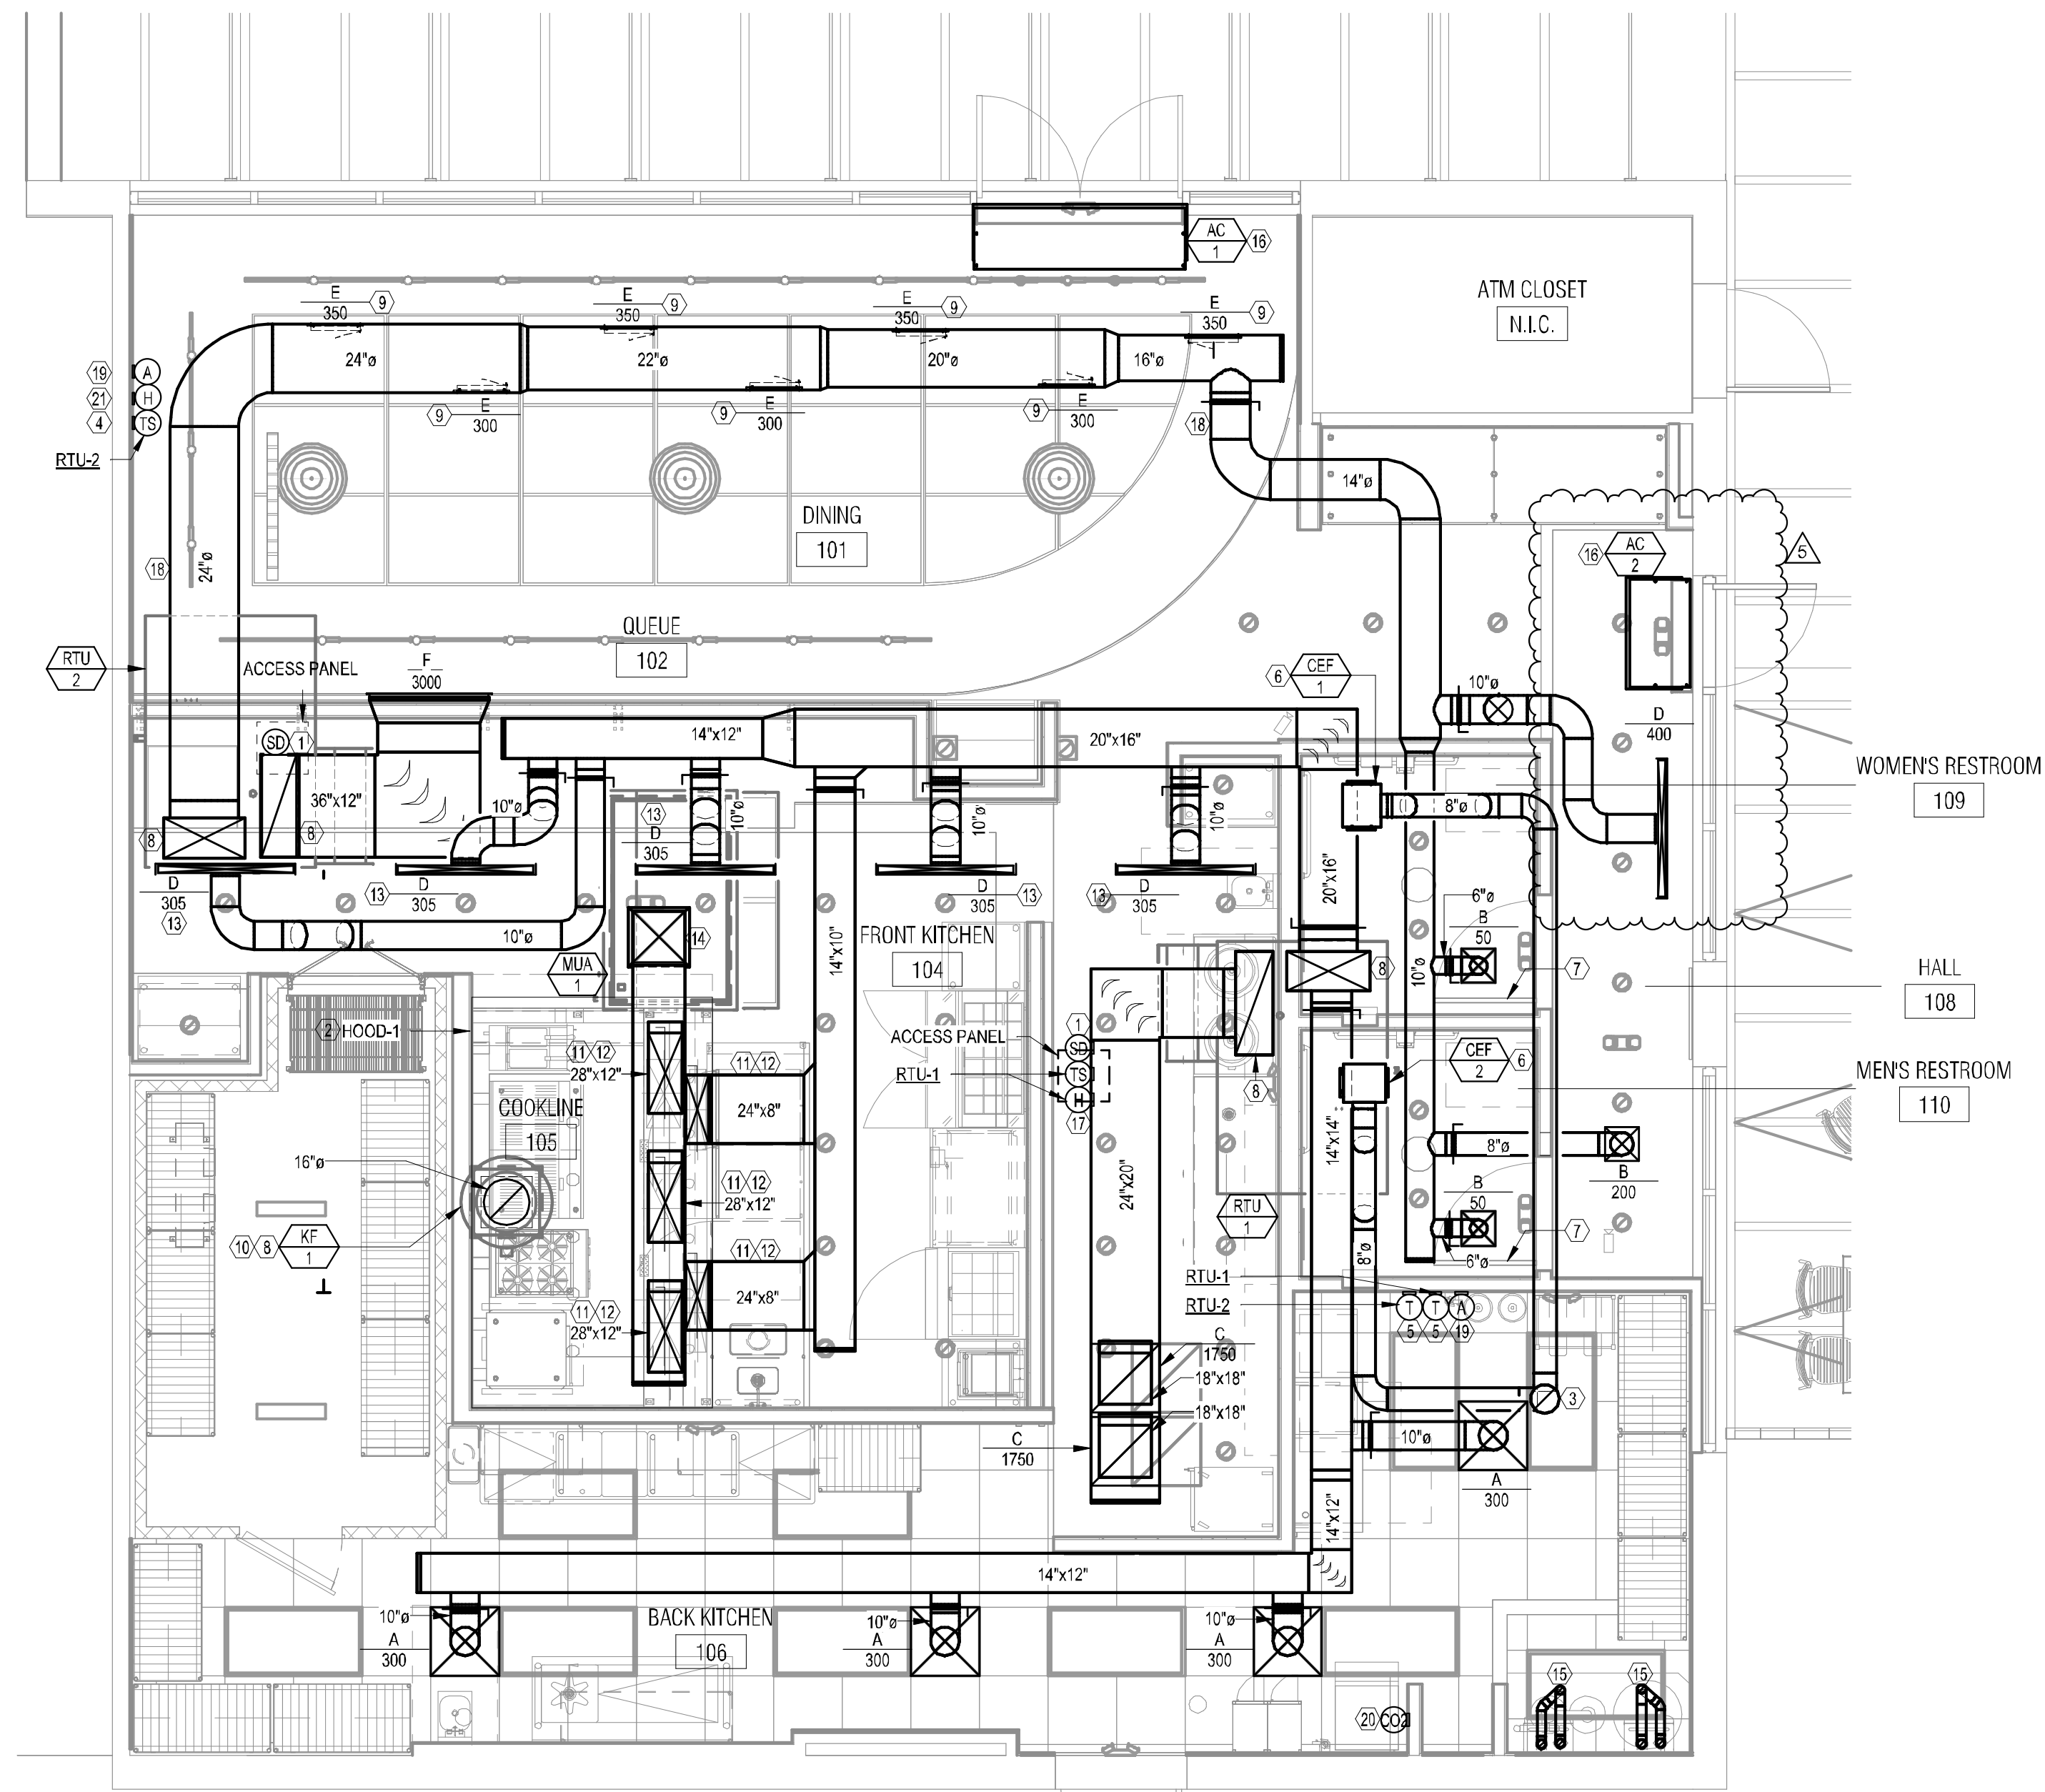 AC
1
16
ATM CLOSET
N.I.C.
E
350
9
E
350
9
E
350
9
E
350
9
24"ø
22"ø
20"ø
16"ø
19
A
21
H
4
TS
RTU-2
9
E
300
9
E
300
9
E
300
18
14"ø
DINING
101
18
24"ø
16
AC
2
5
QUEUE
102
RTU
2
ACCESS PANEL
F
3000
6
CEF
1
10"ø
D
400
SD
1
14"x12"
20"x16"
WOMEN'S RESTROOM
109
36"x12"
8
8
10"ø
13
D
305
10"ø
10"ø
10"ø
8"ø
20"x16"
D
305
13
13
D
305
D
305
13
13
D
305
6"ø
B
50
10"ø
14
14"x10"
FRONT KITCHEN
104
MUA
1
8
10"ø
7
HALL
108
2
HOOD-1
ACCESS PANEL
1
SD
TS
H
17
RTU-1
8
11
12
28"x12"
11
12
24"x8"
CEF
2
6
MEN'S RESTROOM
110
COOKLINE
105
16"ø
14"x14"
8"ø
B
200
11
12
28"x12"
24"x20"
RTU
1
B
50
7
6"ø
10
8
KF
1
11
12
24"x8"
8"ø
RTU-1
RTU-2
T
T
A
5
5
19
11
12
28"x12"
C
1750
18"x18"
18"x18"
3
C
1750
10"ø
A
300
14"x12"
14"x12"
10"ø
A
300
BACK KITCHEN
106
10"ø
A
300
10"ø
A
300
15
15
20
CO2